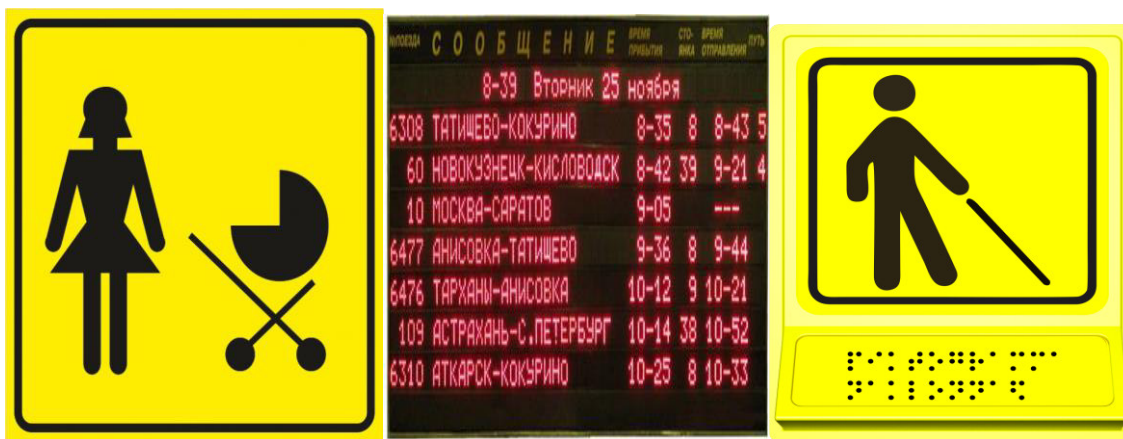 №ПОЕЗДА СООБЩЕНИЕ ВРЕМЯ ПРИБЫТИЯ СТО-ЯНКА ВРЕМЯ ОТПРАВЛЕНИЯ ПУТЬ
8-39 Вторник 25 ноября
6308 ТАТИЩЕВО-КОКУРИНО 8-35 8 8-43 5
60 НОВОКУЗНЕЦК-КИСЛОВОДСК 8-42 39 9-21 4
10 МОСКВА-САРАТОВ 9-05 ---
6477 АНИСОВКА-ТАТИЩЕВО 9-36 8 9-44
6476 ТАРХАНЫ-АНИСОВКА 10-12 9 10-21
109 АСТРАХАНЬ-С.ПЕТЕРБУРГ 10-14 38 10-52
6310 АТКАРСК-КОКУРИНО 10-25 8 10-33